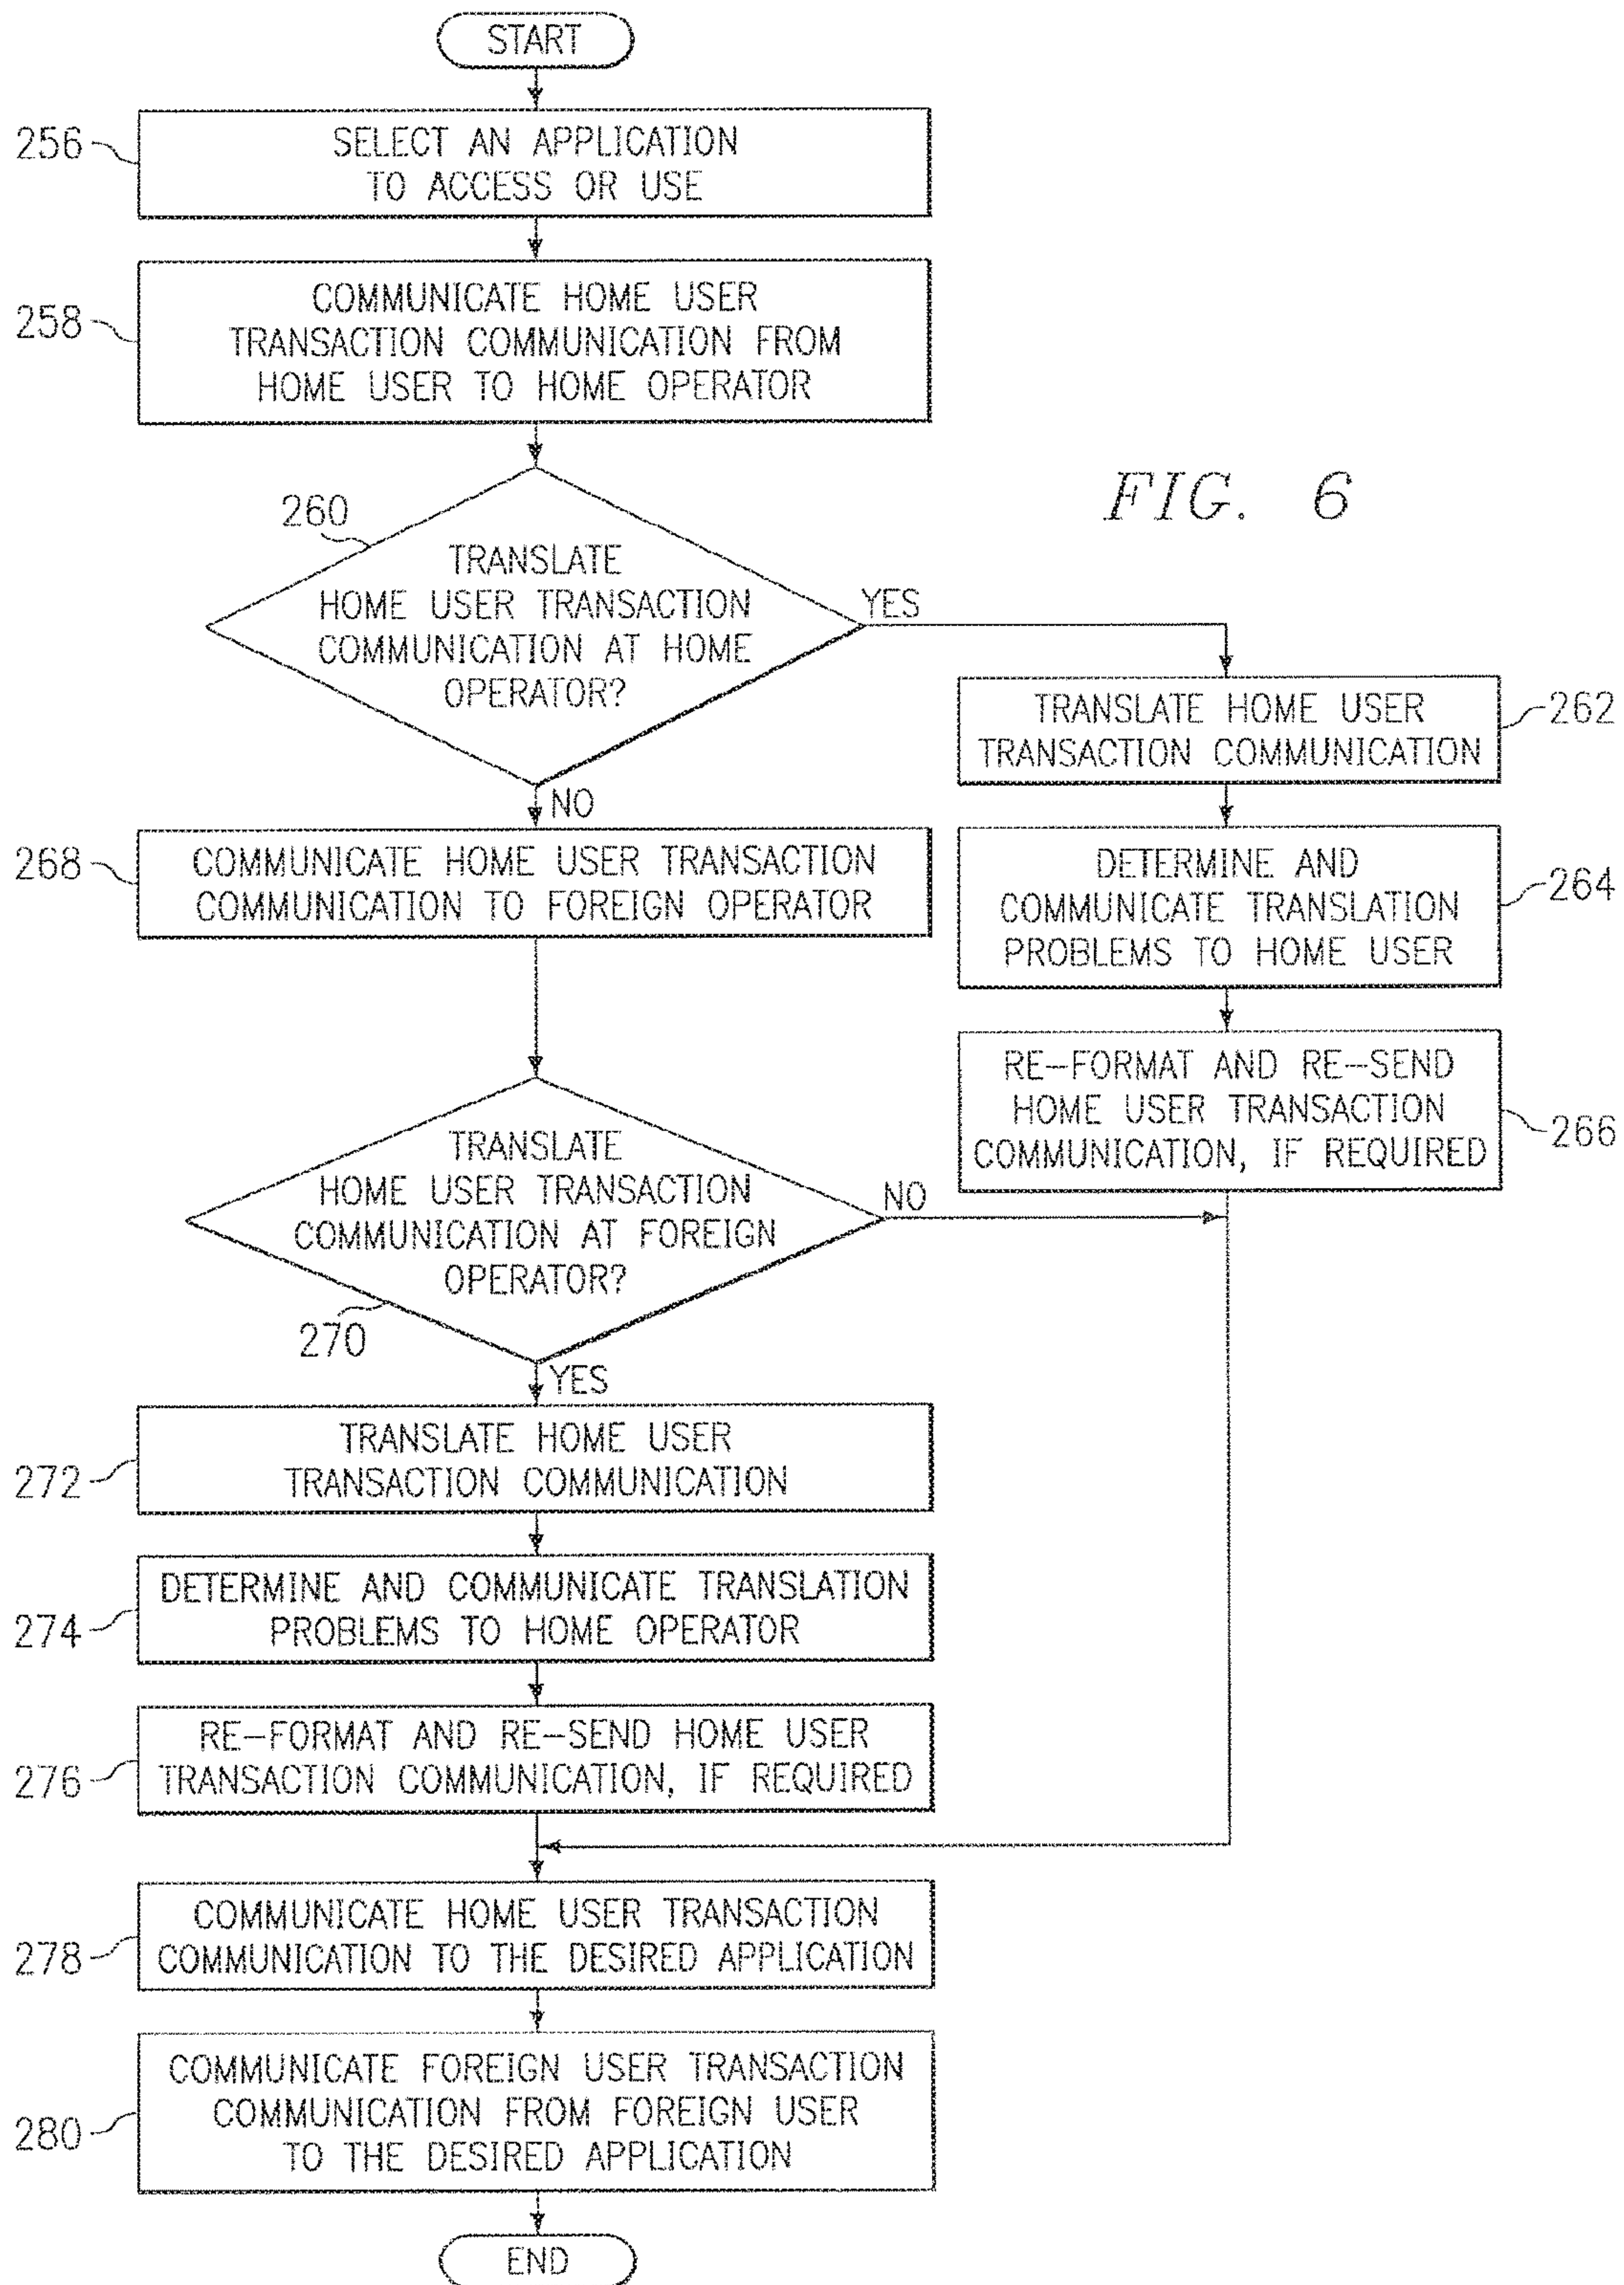 START
256
SELECT AN APPLICATION
TO ACCESS OR USE
258
COMMUNICATE HOME USER
TRANSACTION COMMUNICATION FROM
HOME USER TO HOME OPERATOR
FIG. 6
260
TRANSLATE
HOME USER TRANSACTION
COMMUNICATION AT HOME
OPERATOR?
YES
NO
TRANSLATE HOME USER
TRANSACTION COMMUNICATION
262
DETERMINE AND
COMMUNICATE TRANSLATION
PROBLEMS TO HOME USER
264
RE-FORMAT AND RE-SEND
HOME USER TRANSACTION
COMMUNICATION, IF REQUIRED
266
268
COMMUNICATE HOME USER TRANSACTION
COMMUNICATION TO FOREIGN OPERATOR
TRANSLATE
HOME USER TRANSACTION
COMMUNICATION AT FOREIGN
OPERATOR?
270
NO
YES
272
TRANSLATE HOME USER
TRANSACTION COMMUNICATION
274
DETERMINE AND COMMUNICATE TRANSLATION
PROBLEMS TO HOME OPERATOR
276
RE-FORMAT AND RE-SEND HOME USER
TRANSACTION COMMUNICATION, IF REQUIRED
278
COMMUNICATE HOME USER TRANSACTION
COMMUNICATION TO THE DESIRED APPLICATION
280
COMMUNICATE FOREIGN USER TRANSACTION
COMMUNICATION FROM FOREIGN USER
TO THE DESIRED APPLICATION
END